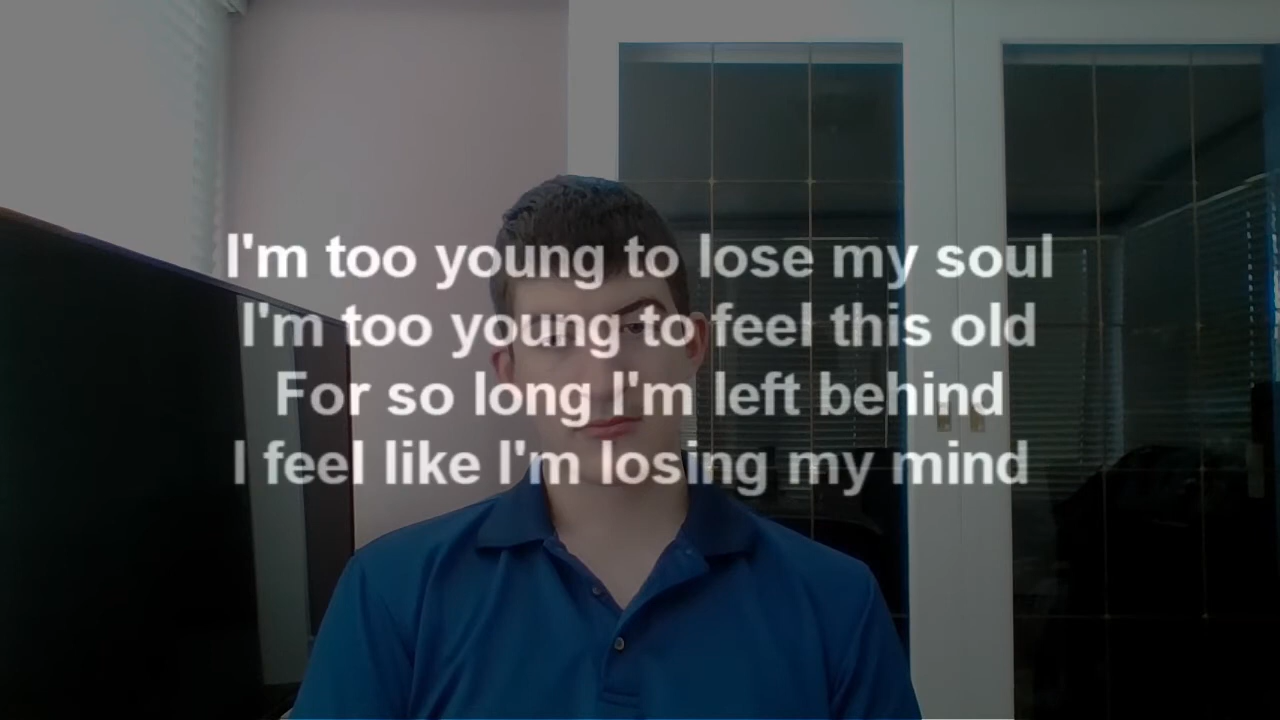 I'm too young to lose my soul
I'm too young to feel this old
For so long I'm left behind
I feel like I'm losing my mind